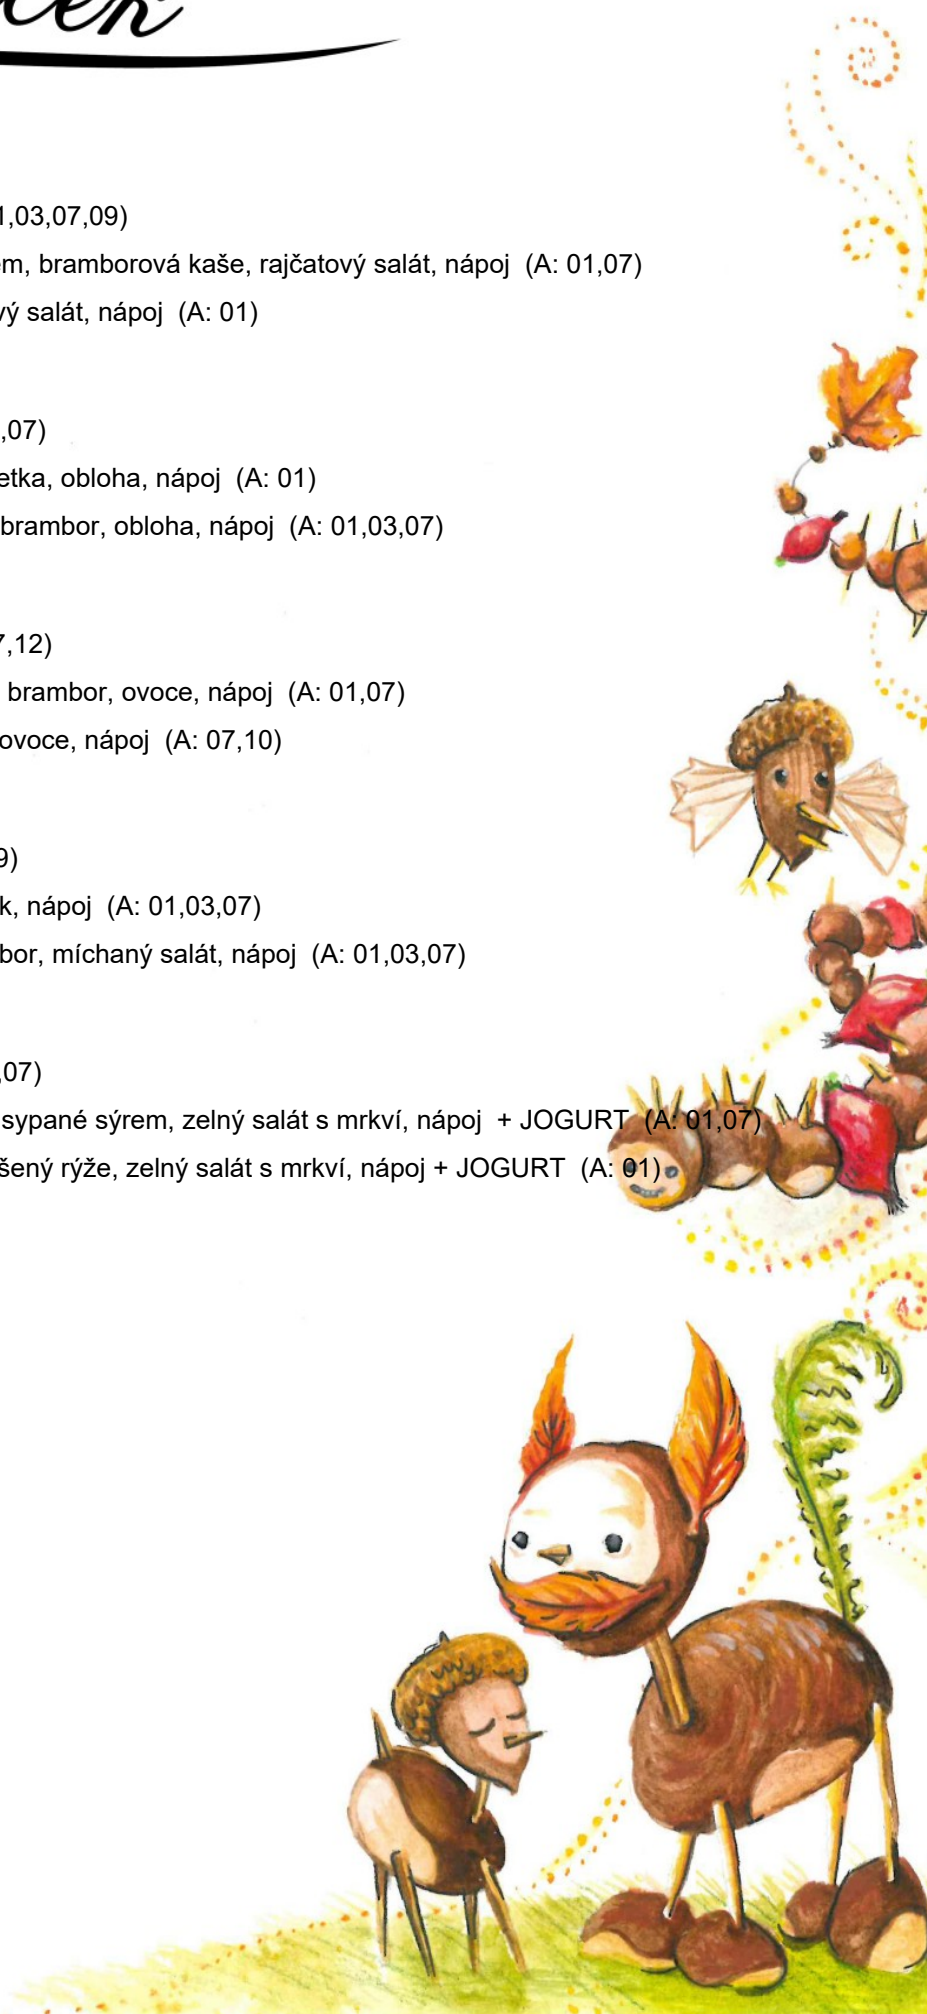 1,03,07,09)
em, bramborová kaše, rajčatový salát, nápoj (A: 01,07)
vý salát, nápoj (A: 01)
,07)
etka, obloha, nápoj (A: 01)
brambor, obloha, nápoj (A: 01,03,07)
7,12)
brambor, ovoce, nápoj (A: 01,07)
ovoce, nápoj (A: 07,10)
9)
k, nápoj (A: 01,03,07)
bor, míchaný salát, nápoj (A: 01,03,07)
,07)
sypané sýrem, zelný salát s mrkví, nápoj + JOGURT (A: 01,07)
šený rýže, zelný salát s mrkví, nápoj + JOGURT (A: 01)